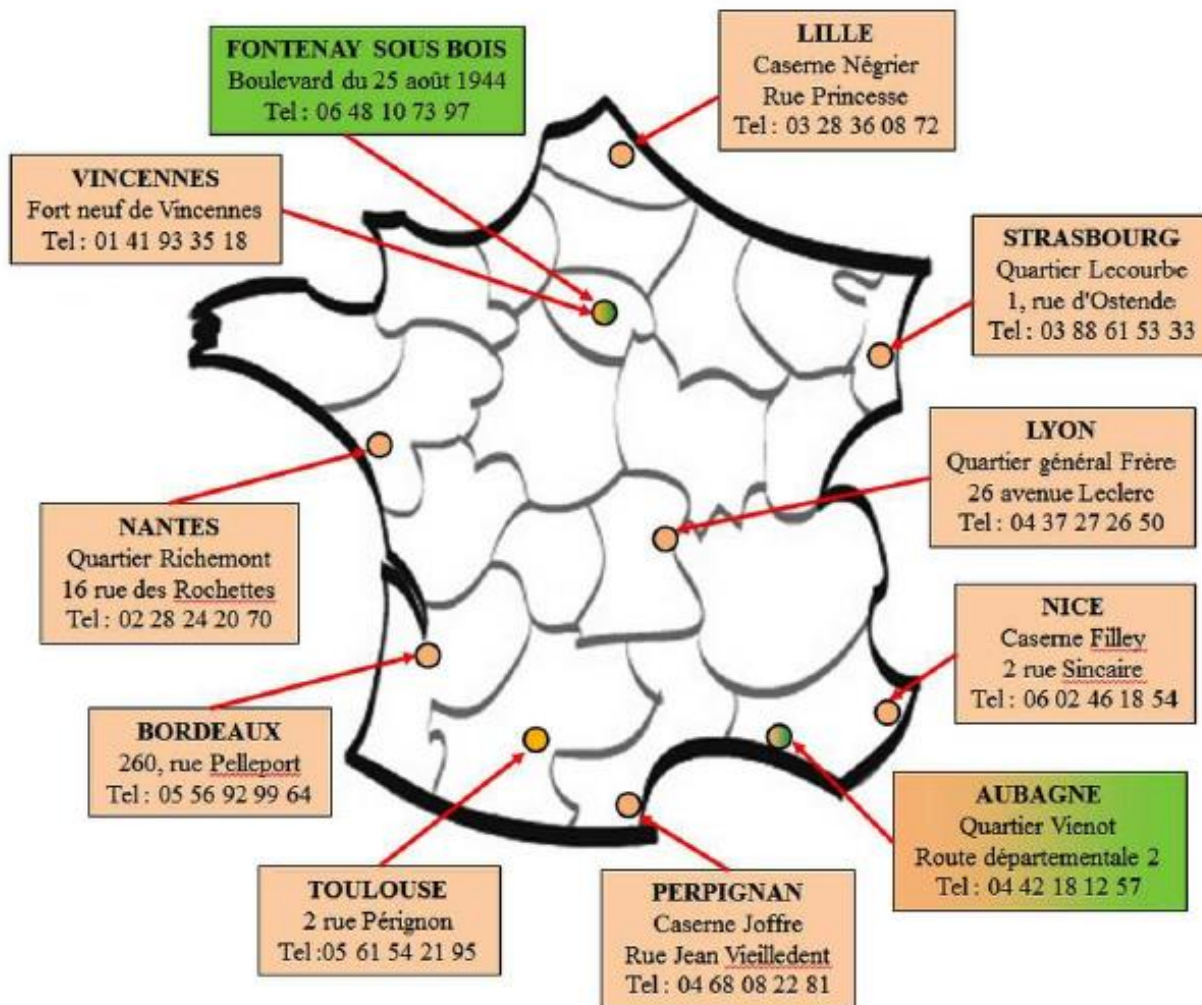 FONTENAY SOUS BOIS
Boulevard du 25 août 1944
Tel : 06 48 10 73 97
LILLE
Caserne Négrier
Rue Princesse
Tel : 03 28 36 08 72
VINCENNES
Fort neuf de Vincennes
Tel : 01 41 93 35 18
STRASBOURG
Quartier Lecourbe
1, rue d'Ostende
Tel : 03 88 61 53 33
LYON
Quartier général Frère
26 avenue Leclerc
Tel : 04 37 27 26 50
NANTES
Quartier Richemont
16 rue des Rochettes
Tel : 02 28 24 20 70
NICE
Caserne Filley
2 rue Sincaire
Tel : 06 02 46 18 54
BORDEAUX
260, rue Pelleport
Tel : 05 56 92 99 64
AUBAGNE
Quartier Vienot
Route départementale 2
Tel : 04 42 18 12 57
TOULOUSE
2 rue Pérignon
Tel :05 61 54 21 95
PERPIGNAN
Caserne Joffre
Rue Jean Vieilledent
Tel : 04 68 08 22 81